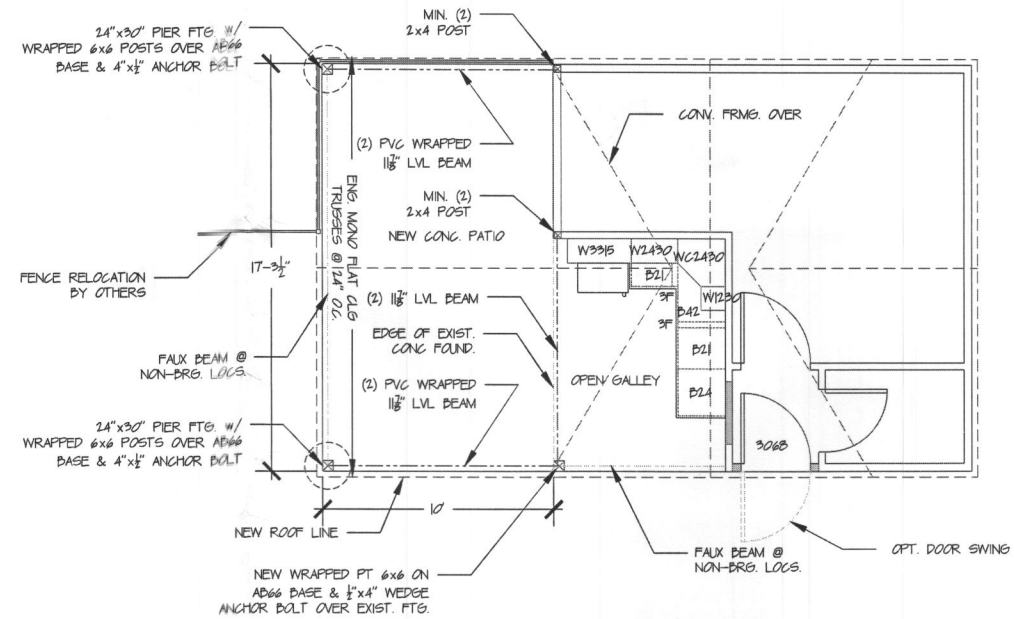 24"x30" PIER FTG. W/
WRAPPED 6x6 POSTS OVER AB66
BASE & 4"x½" ANCHOR BOLT
MIN. (2)
2x4 POST
CONV. FRMG. OVER
(2) PVC WRAPPED
11⅞" LVL BEAM
MIN. (2)
2x4 POST
ENG. MONO FLAT CLG
TRUSSES @ 24" O.C.
NEW CONC. PATIO
W3315
W2430
WC2430
B21
W1230
3F
B42
3F
B21
B24
FENCE RELOCATION
BY OTHERS
17-3½"
(2) 11⅞" LVL BEAM
EDGE OF EXIST.
CONC FOUND.
FAUX BEAM @
NON-BRG. LOCS.
OPEN GALLEY
(2) PVC WRAPPED
11⅞" LVL BEAM
24"x30" PIER FTG. W/
WRAPPED 6x6 POSTS OVER AB66
BASE & 4"x½" ANCHOR BOLT
3068
10'
NEW ROOF LINE
FAUX BEAM @
NON-BRG. LOCS.
OPT. DOOR SWING
NEW WRAPPED PT 6x6 ON
AB66 BASE & ½"x4" WEDGE
ANCHOR BOLT OVER EXIST. FTG.